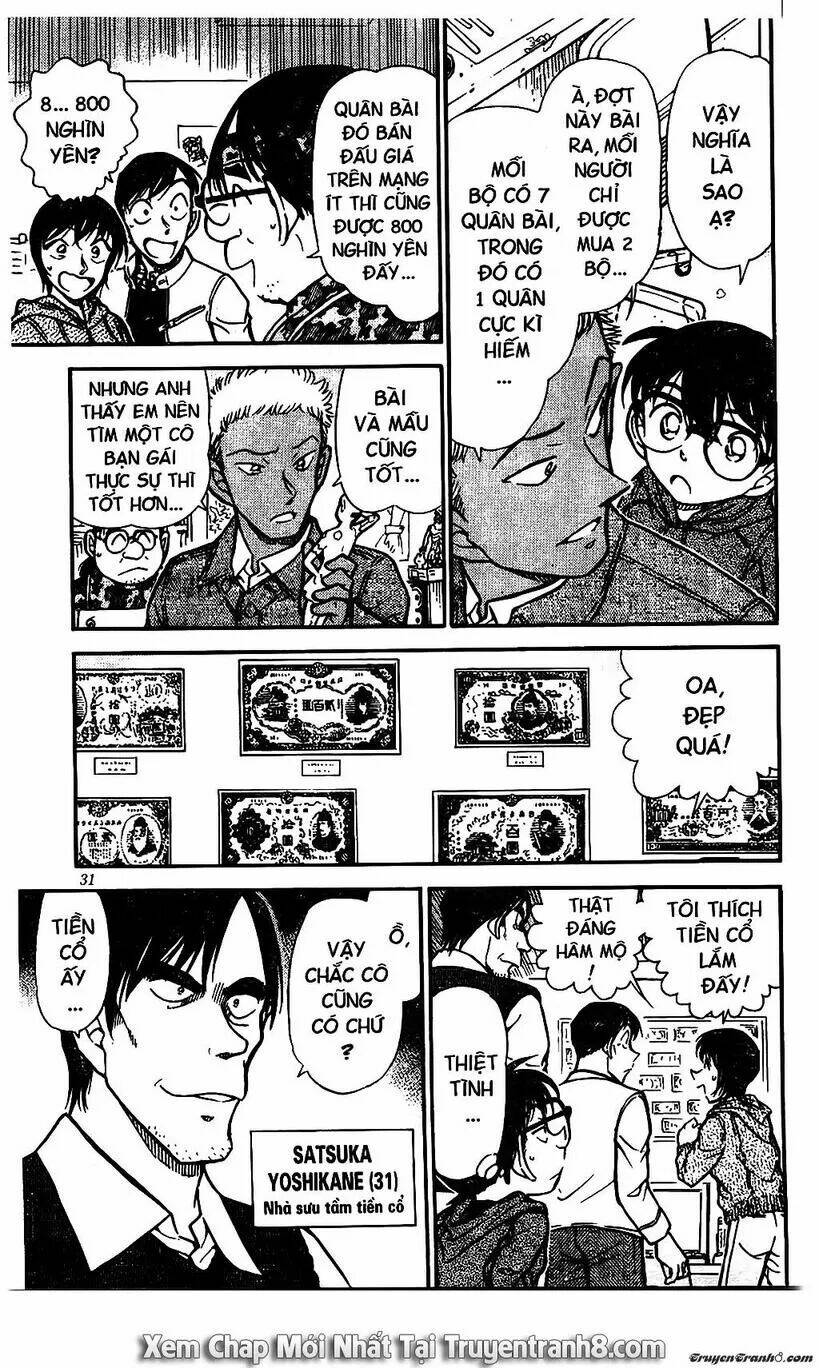 VẬY
NGHĨA
LÀ
SAO
Ạ?
À, ĐỢT
NÀY BÀI
RA, MỖI
NGƯỜI
CHỈ
ĐƯỢC
MUA 2
BỘ...
MỖI
BỘ CÓ 7
QUÂN BÀI,
TRONG
ĐÓ CÓ
1 QUÂN
CỰC KÌ
HIẾM
...
QUÂN BÀI
ĐÓ BÁN
ĐẤU GIÁ
TRÊN MẠNG
ÍT THÌ CŨNG
ĐƯỢC 800
NGHÌN YÊN
ĐẤY...
8... 800
NGHÌN
YÊN?
BÀI
VÀ MẪU
CŨNG
TỐT...
NHƯNG ANH
THẤY EM NÊN
TÌM MỘT CÔ
BẠN GÁI
THỰC SỰ THÌ
TỐT HƠN...
OA,
ĐẸP
QUÁ!
31
TÔI THÍCH
TIỀN CỔ
LẮM
ĐẤY!
THẬT
ĐÁNG
HÂM MỘ
!
THIỆT
TÌNH
...
Ồ,
VẬY
CHẮC CÔ
CŨNG
CÓ CHỨ
?
TIỀN
CỔ
ẤY
...
SATSUKA
YOSHIKANE (31)
Nhà sưu tầm tiền cổ
Xem Chap Mới Nhất Tại Truyentranh8.com
TruyenTranh8.com